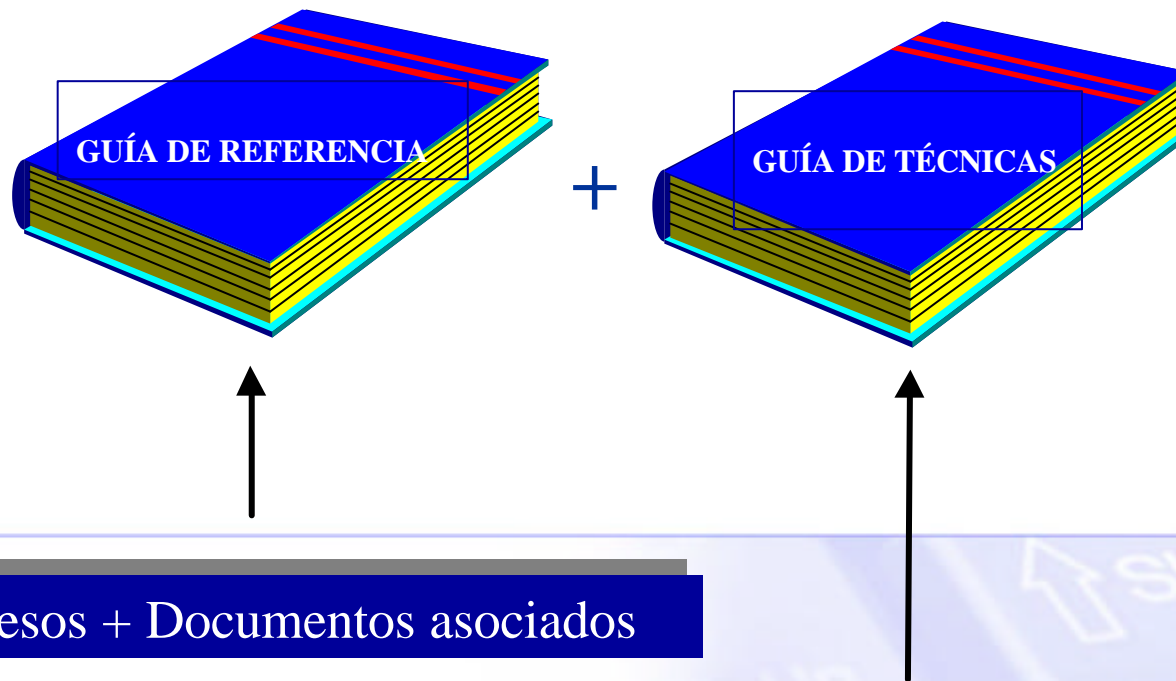 GUÍA DE REFERENCIA
+
GUÍA DE TÉCNICAS
esos + Documentos asociados